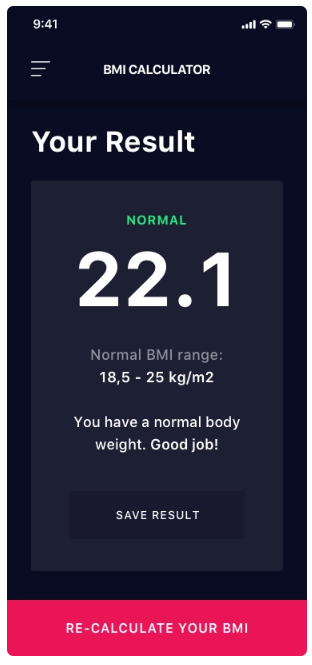 9:41
BMI CALCULATOR
Your Result
NORMAL
22.1
Normal BMI range:
18,5 - 25 kg/m2
You have a normal body
weight. Good job!
SAVE RESULT
RE-CALCULATE YOUR BMI